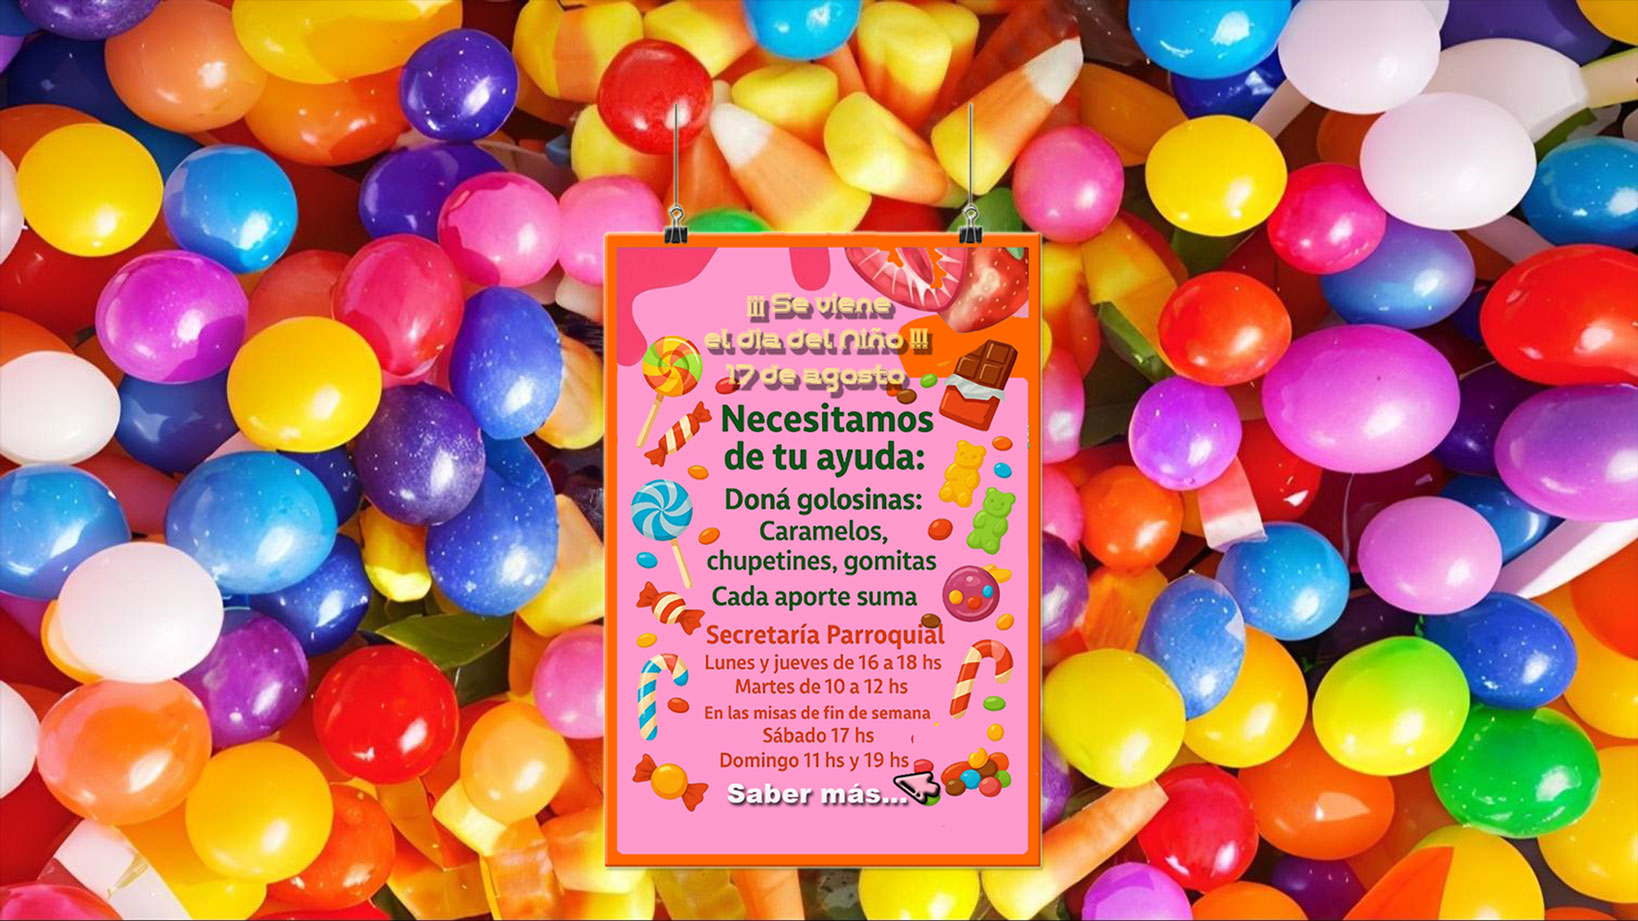 ¡¡¡ Se viene
el dia del Niño !!!
17 de agosto
Necesitamos
de tu ayuda:
Doná golosinas:
Caramelos,
chupetines, gomitas
Cada aporte suma
Secretaría Parroquial
Lunes y jueves de 16 a 18 hs
Martes de 10 a 12 hs
En las misas de fin de semana
Sábado 17 hs
Domingo 11 hs y 19 hs
Saber más...